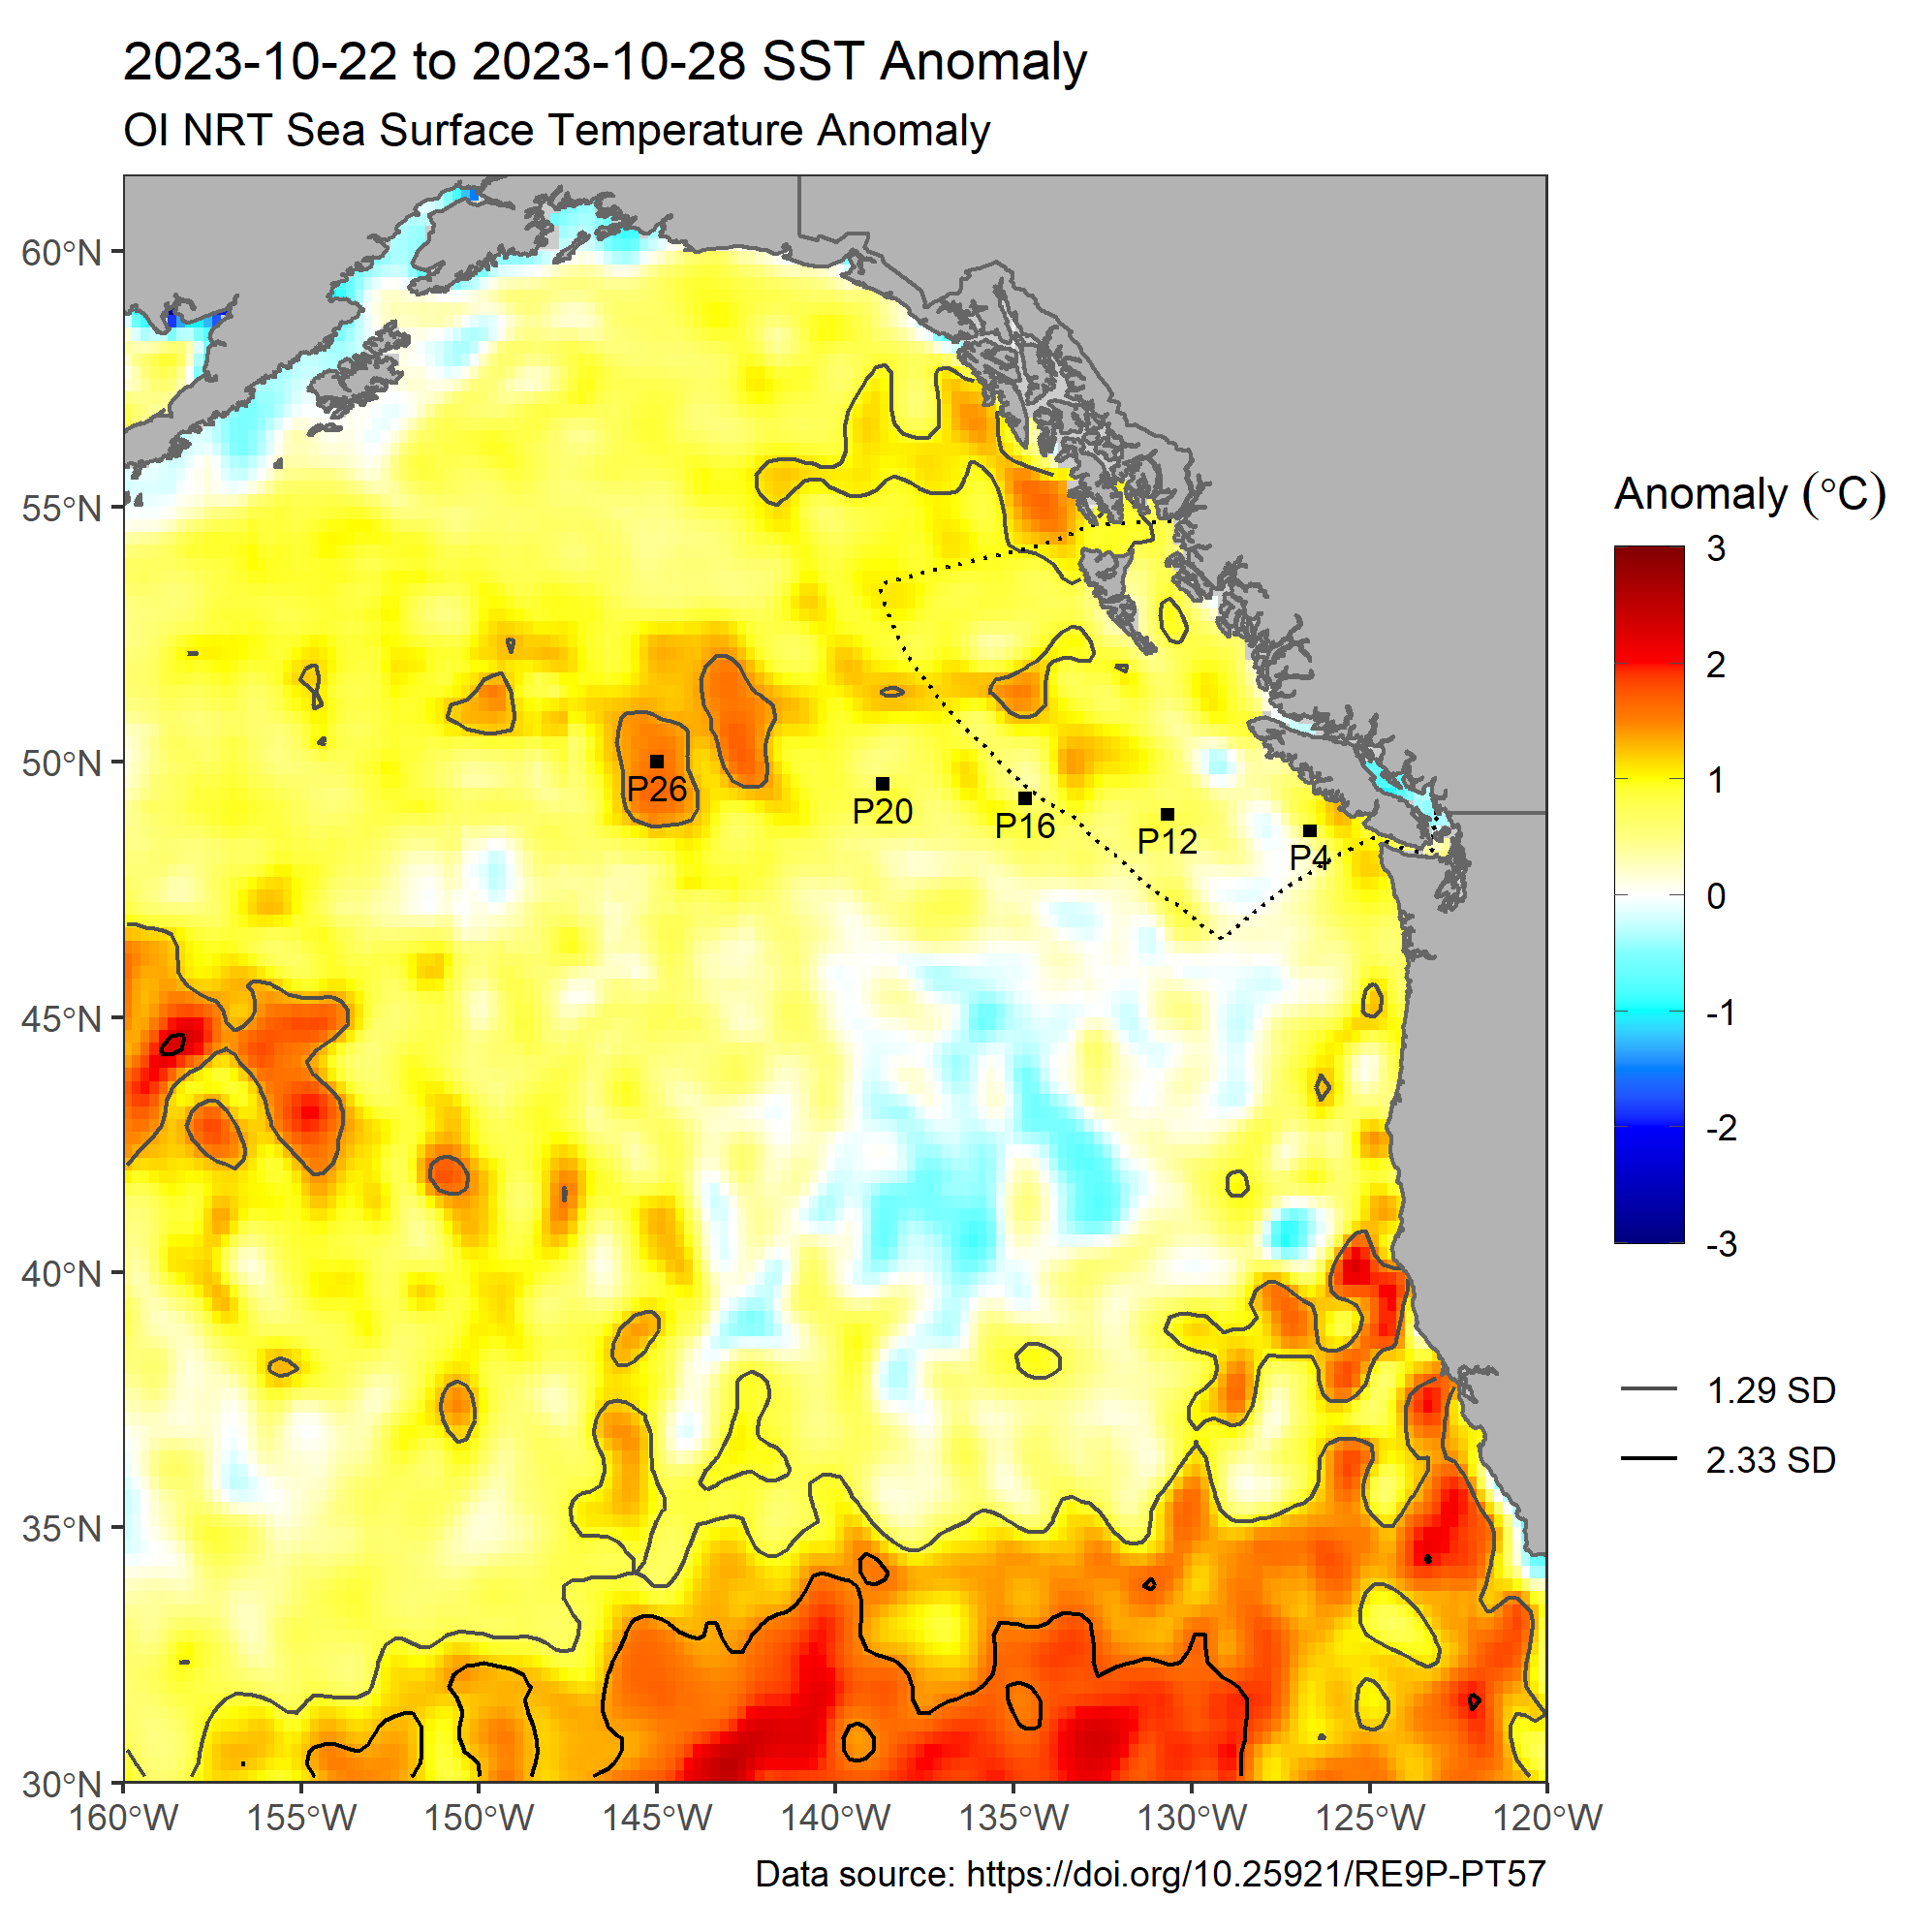 2023-10-22 to 2023-10-28 SST Anomaly
OI NRT Sea Surface Temperature Anomaly
60°N
55°N
50°N
45°N
40°N
35°N
30°N
160°W 155°W 150°W 145°W 140°W 135°W 130°W 125°W 120°W
P26
P20
P16
P12
P4
Anomaly (°C)
3
2
1
0
-1
-2
-3
1.29 SD
2.33 SD
Data source: https://doi.org/10.25921/RE9P-PT57